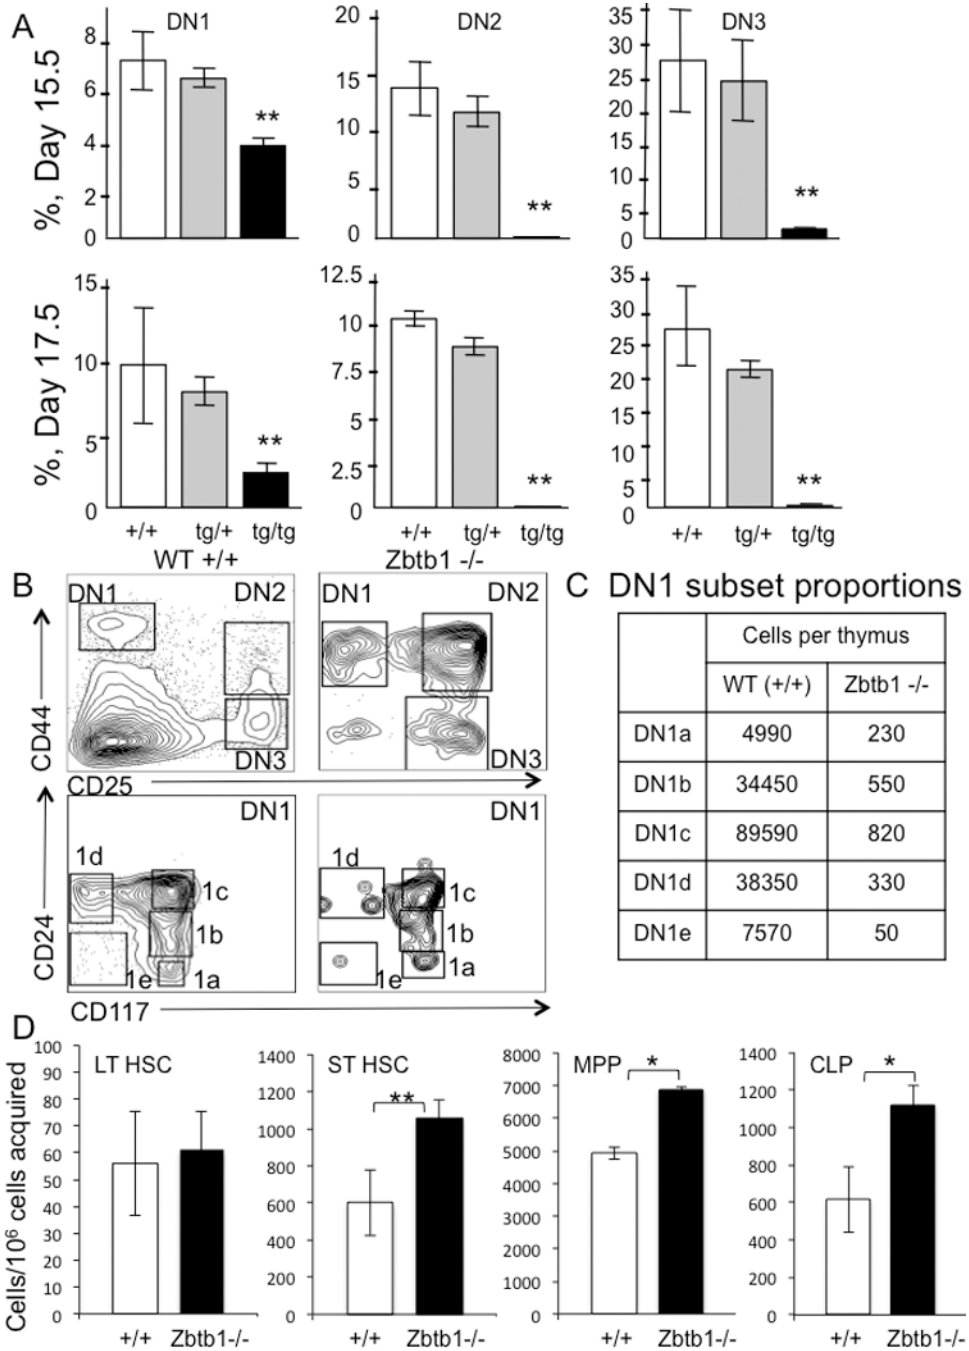 A
DN1
DN2
DN3
%, Day 15.5
8
6
4
2
0
**
20
15
10
5
0
**
35
30
25
20
15
10
5
0
**
%, Day 17.5
15
10
5
0
**
12.5
10
7.5
5
2.5
0
**
35
30
25
20
15
10
5
0
**
+/+ tg/+ tg/tg
+/+ tg/+ tg/tg
+/+ tg/+ tg/tg
B
WT +/+
Zbtb1 -/-
DN1 DN2
DN3
DN1 DN2
DN3
CD44
CD25
DN1
1d
1c
1b
1e 1a
DN1
1d
1c
1b
1e 1a
CD24
CD117
C DN1 subset proportions
Cells per thymus
WT (+/+) Zbtb1 -/-
DN1a 4990 230
DN1b 34450 550
DN1c 89590 820
DN1d 38350 330
DN1e 7570 50
D
Cells/10⁶ cells acquired
LT HSC
100
90
80
70
60
50
40
30
20
10
0
+/+ Zbtb1-/-
ST HSC
1400
1200
1000
800
600
400
200
0
**
+/+ Zbtb1-/-
MPP
8000
7000
6000
5000
4000
3000
2000
1000
0
*
+/+ Zbtb1-/-
CLP
1400
1200
1000
800
600
400
200
0
*
+/+ Zbtb1-/-